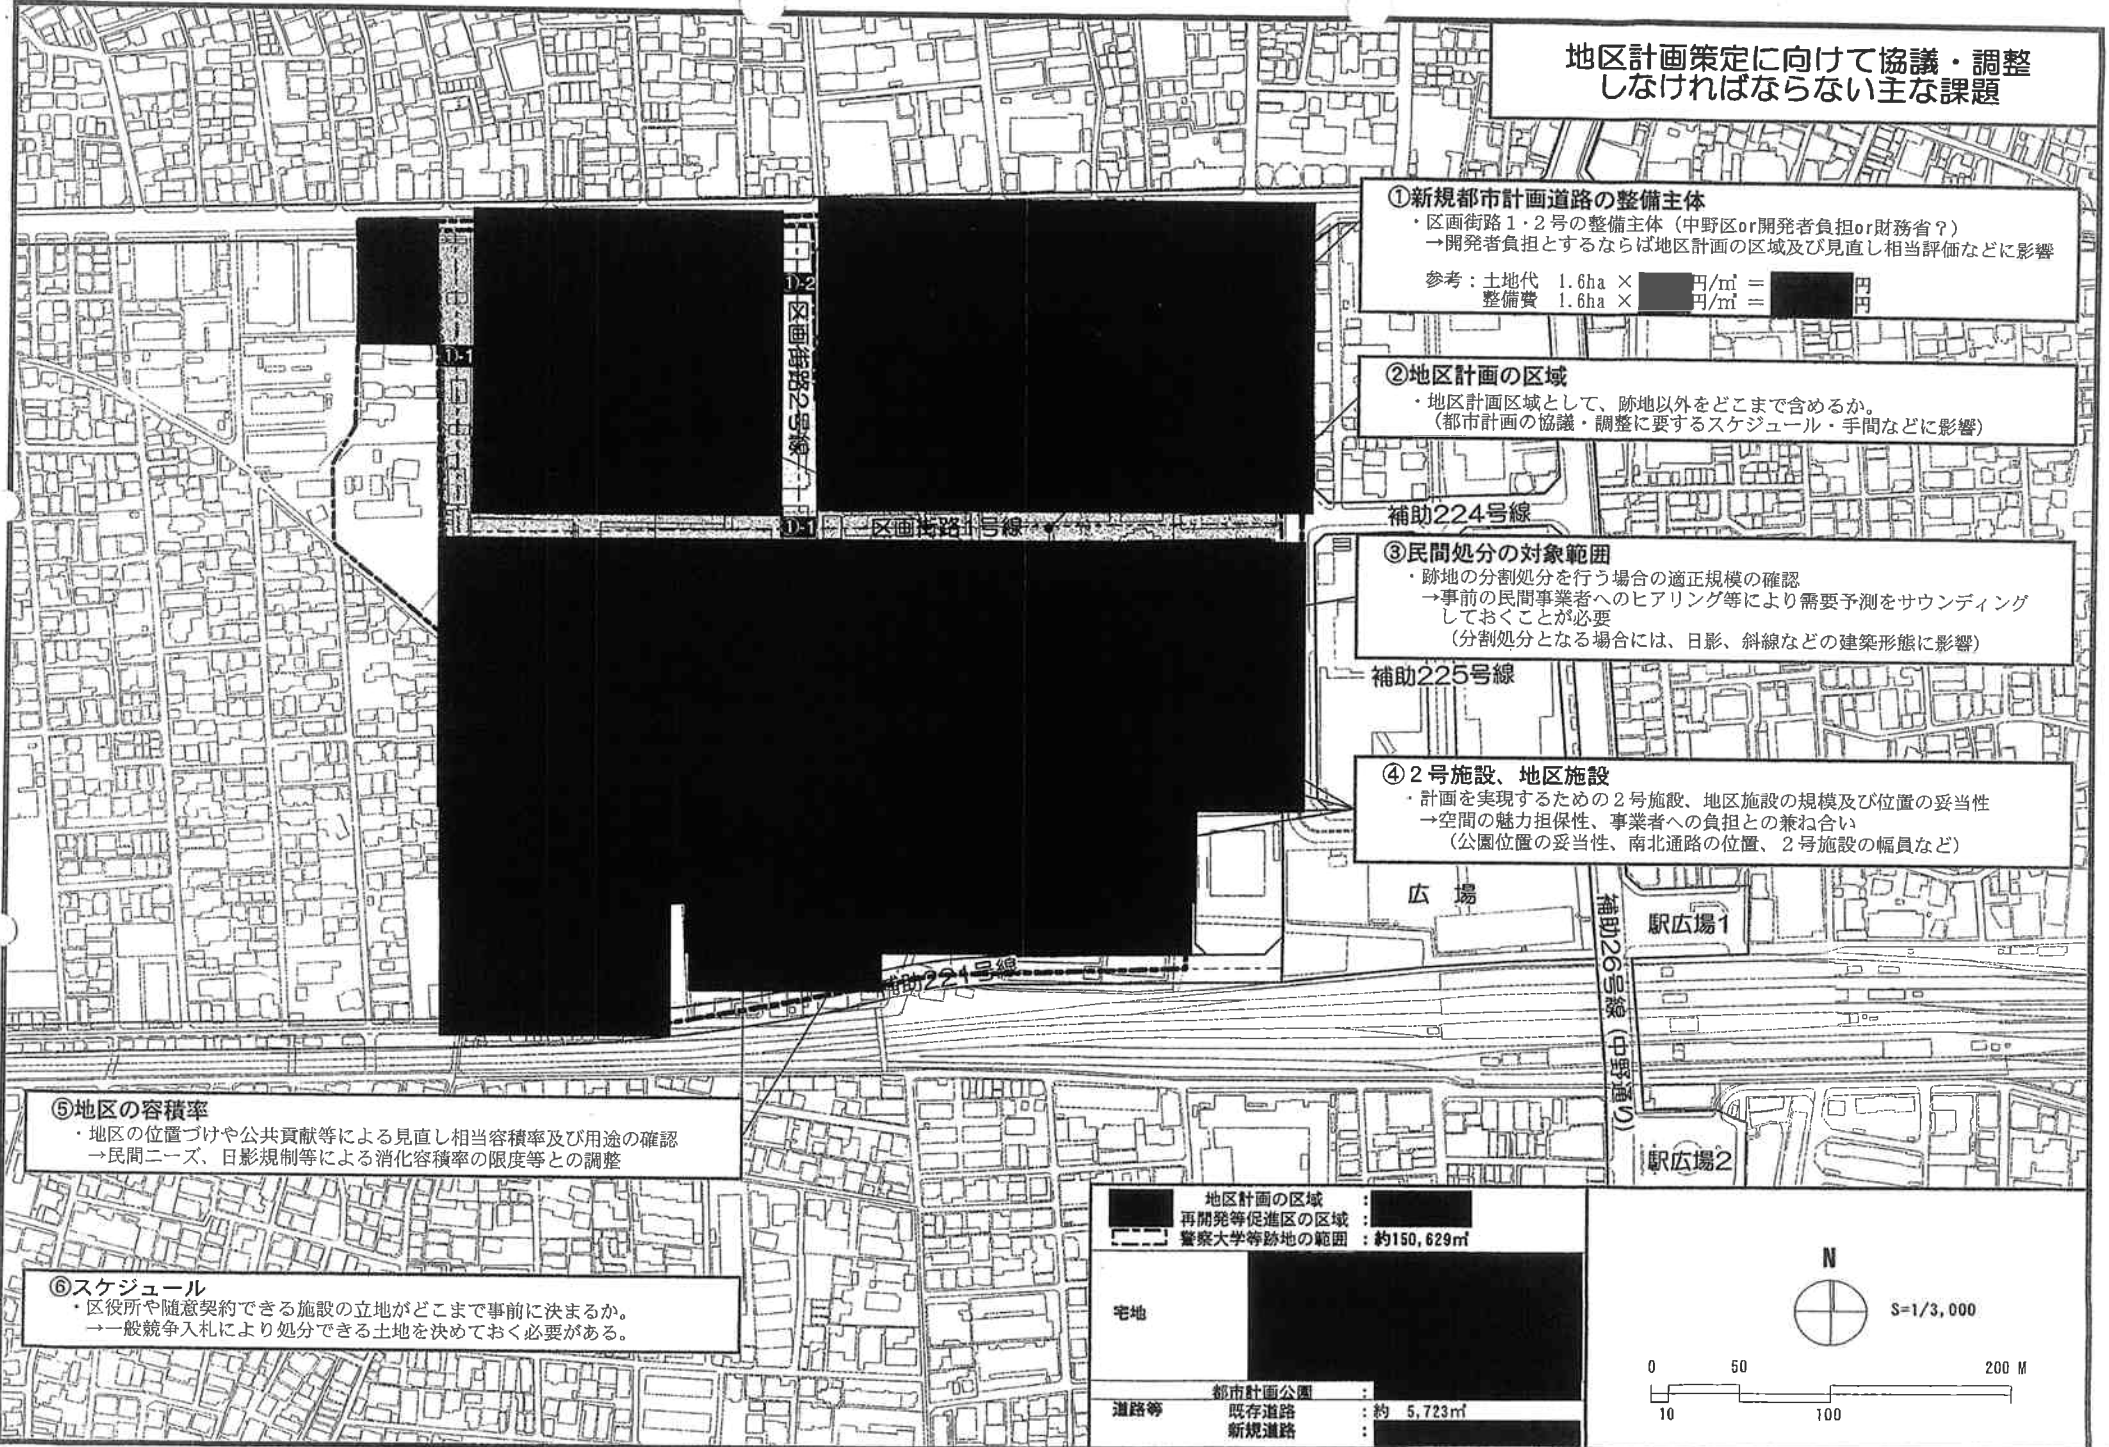 地区計画策定に向けて協議・調整
しなければならない主な課題
①新規都市計画道路の整備主体
・区画街路1・2号の整備主体（中野区or開発者負担or財務省？）
→開発者負担とするならば地区計画の区域及び見直し相当評価などに影響
参考：土地代 1.6ha × 円/㎡ ＝ 円
整備費 1.6ha × 円/㎡ ＝ 円
②地区計画の区域
・地区計画区域として、跡地以外をどこまで含めるか。
（都市計画の協議・調整に要するスケジュール・手間などに影響）
補助224号線
③民間処分の対象範囲
・跡地の分割処分を行う場合の適正規模の確認
→事前の民間事業者へのヒアリング等により需要予測をサウンディング
しておくことが必要
（分割処分となる場合には、日影、斜線などの建築形態に影響）
補助225号線
④２号施設、地区施設
・計画を実現するための２号施設、地区施設の規模及び位置の妥当性
→空間の魅力担保性、事業者への負担との兼ね合い
（公園位置の妥当性、南北通路の位置、２号施設の幅員など）
①-2
区画街路2号線
①-1
①-1
区画街路1号線
広場
駅広場1
補助26号線（中野通り）
駅広場2
補助221号線
⑤地区の容積率
・地区の位置づけや公共貢献等による見直し相当容積率及び用途の確認
→民間ニーズ、日影規制等による消化容積率の限度等との調整
⑥スケジュール
・区役所や随意契約できる施設の立地がどこまで事前に決まるか。
→一般競争入札により処分できる土地を決めておく必要がある。
地区計画の区域 ：
再開発等促進区の区域 ：
警察大学等跡地の範囲 ：約150,629㎡
宅地
都市計画公園 ：
道路等 既存道路 ：約 5,723㎡
新規道路 ：
N
S=1/3,000
0 50 200 M
10 100